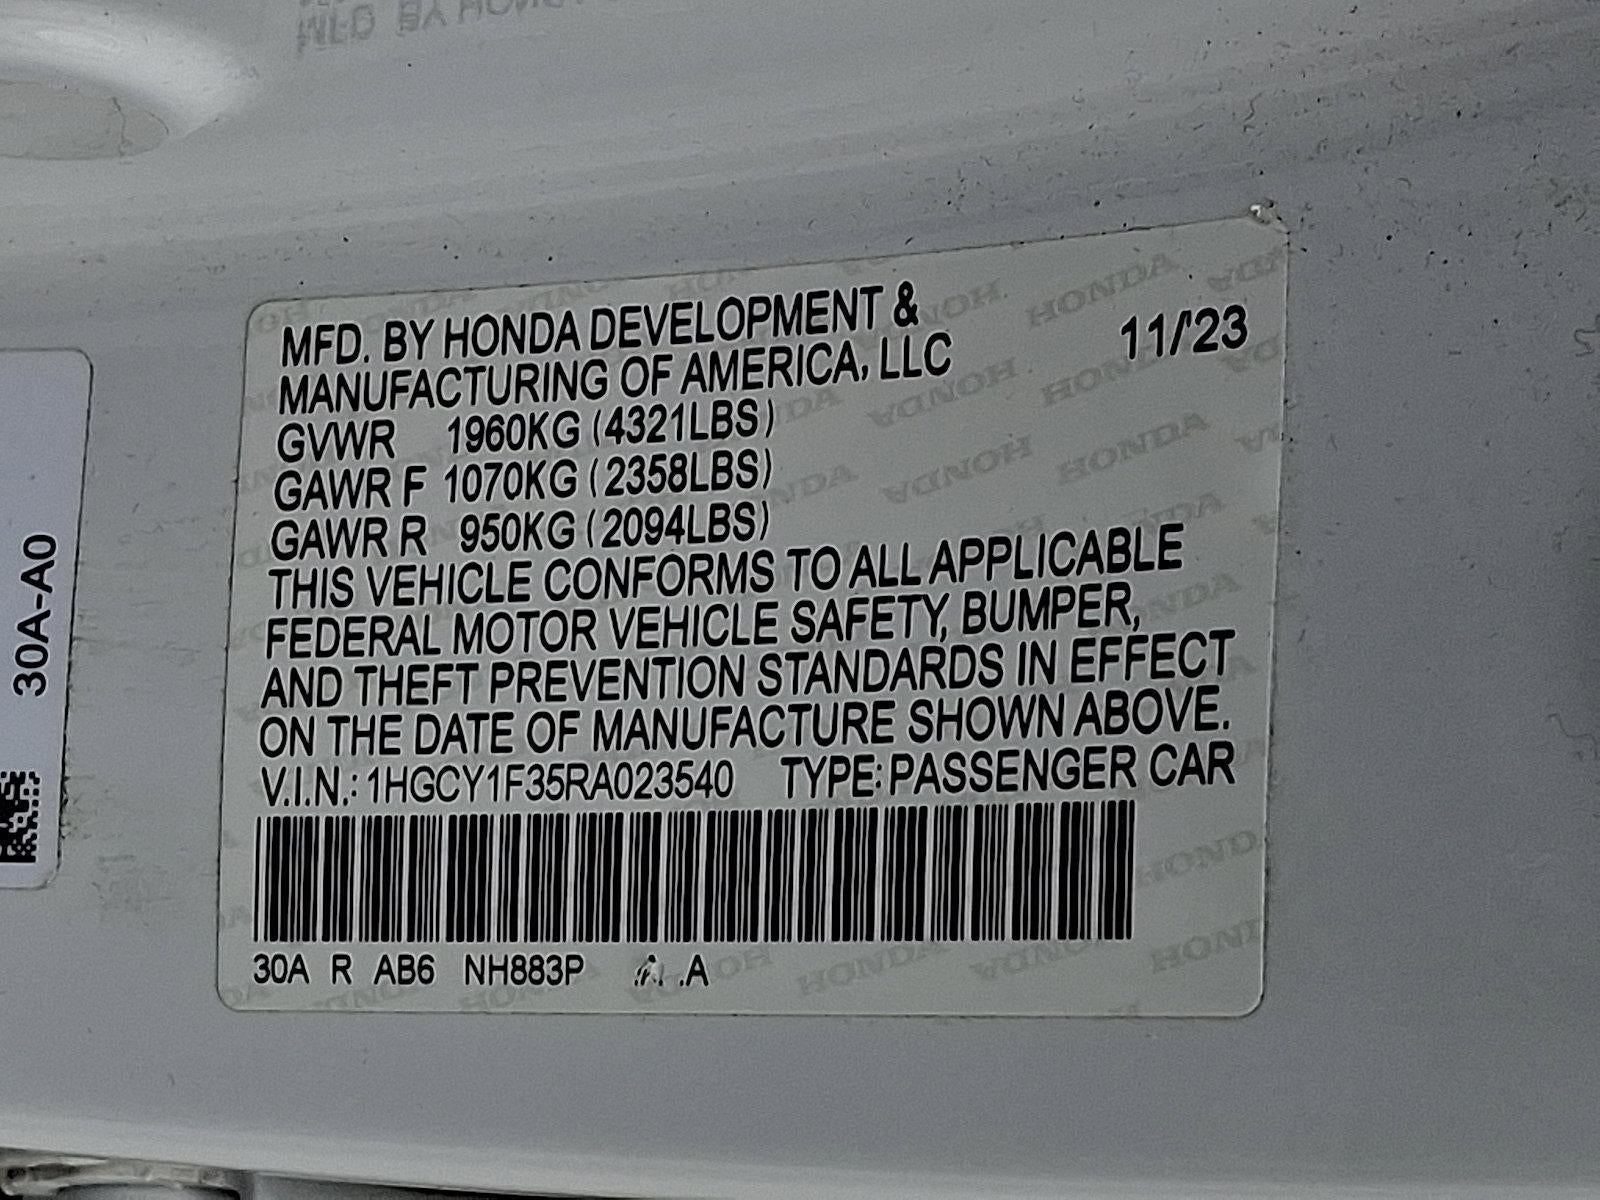 MFD. BY HONDA DEVELOPMENT &
MANUFACTURING OF AMERICA, LLC
11/'23
GVWR 1960KG (4321LBS)
GAWR F 1070KG (2358LBS)
GAWR R 950KG (2094LBS)
THIS VEHICLE CONFORMS TO ALL APPLICABLE
FEDERAL MOTOR VEHICLE SAFETY, BUMPER,
AND THEFT PREVENTION STANDARDS IN EFFECT
ON THE DATE OF MANUFACTURE SHOWN ABOVE.
V.I.N.: 1HGCY1F35RA023540 TYPE: PASSENGER CAR
30A R AB6 NH883P .A
30A-A0
MFD BY